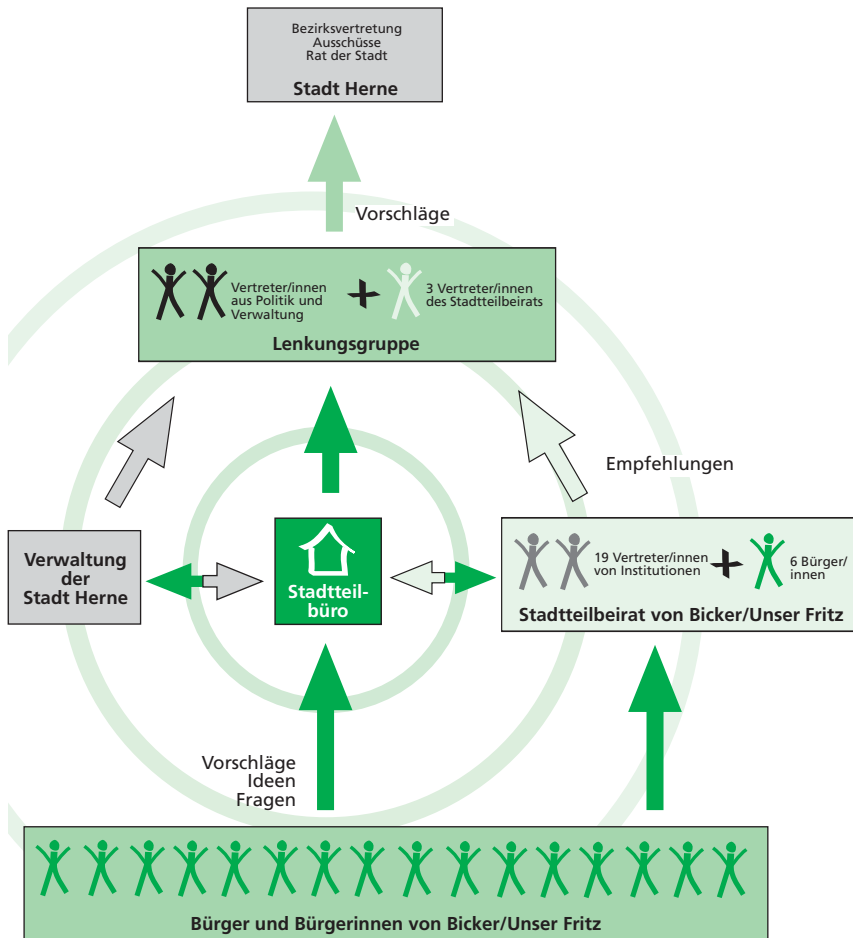 Bezirksvertretung
Ausschüsse
Rat der Stadt
Stadt Herne
Vorschläge
Vertreter/innen
aus Politik und
Verwaltung
3 Vertreter/innen
des Stadtteilbeirats
Lenkungsgruppe
Empfehlungen
Verwaltung
der
Stadt Herne
Stadtteil-
büro
19 Vertreter/innen
von Institutionen
6 Bürger/
innen
Stadtteilbeirat von Bicker/Unser Fritz
Vorschläge
Ideen
Fragen
Bürger und Bürgerinnen von Bicker/Unser Fritz